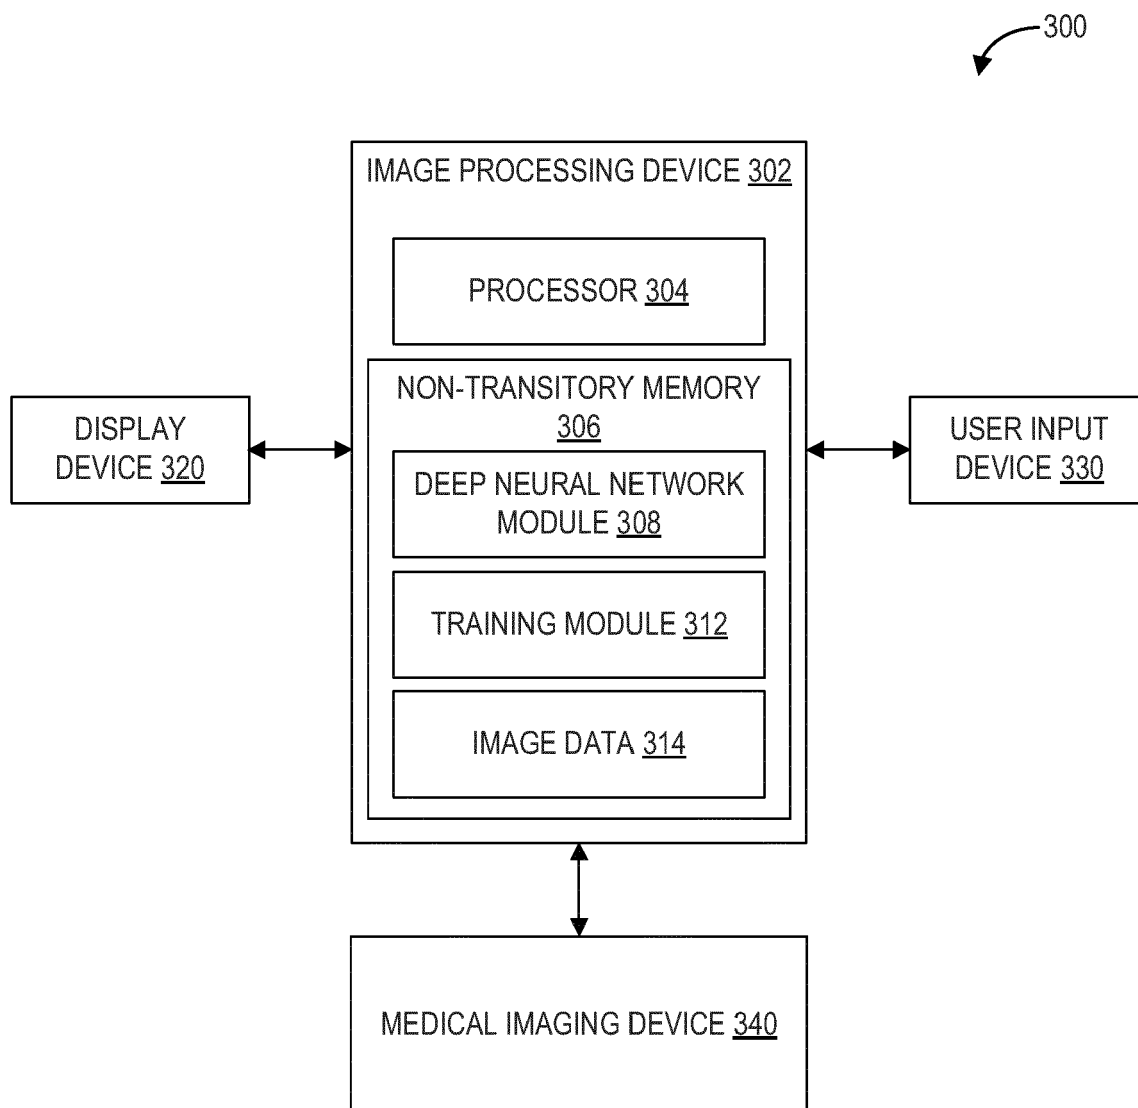 300
IMAGE PROCESSING DEVICE 302
PROCESSOR 304
NON-TRANSITORY MEMORY
306
DEEP NEURAL NETWORK
MODULE 308
TRAINING MODULE 312
IMAGE DATA 314
DISPLAY
DEVICE 320
USER INPUT
DEVICE 330
MEDICAL IMAGING DEVICE 340